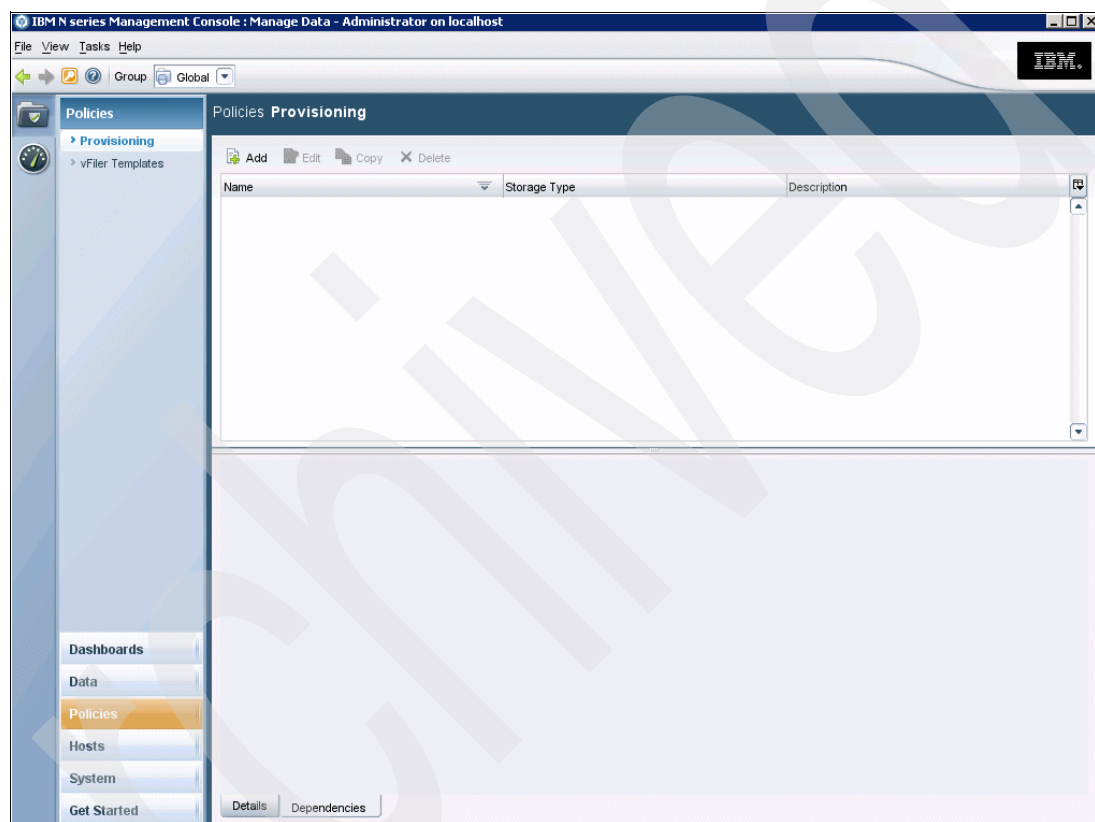 IBM N series Management Console : Manage Data - Administrator on localhost
File View Tasks Help
Group Global
IBM.
Policies
Policies Provisioning
Provisioning
vFiler Templates
Add Edit Copy Delete
Name Storage Type Description
Dashboards
Data
Policies
Hosts
System
Get Started
Details Dependencies